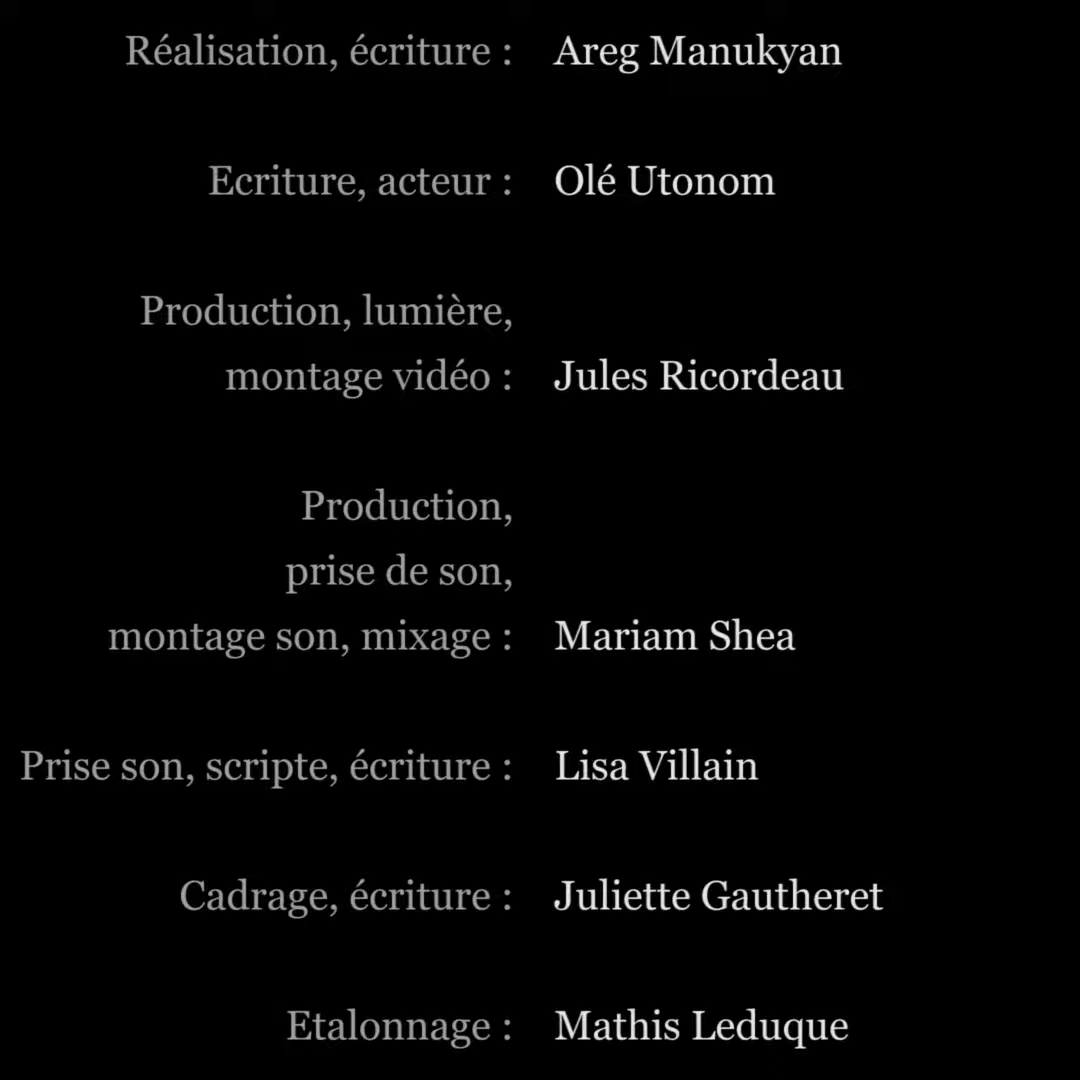 Réalisation, écriture : Areg Manukyan
Ecriture, acteur : Olé Utonom
Production, lumière,
montage vidéo : Jules Ricordeau
Production,
prise de son,
montage son, mixage : Mariam Shea
Prise son, scripte, écriture : Lisa Villain
Cadrage, écriture : Juliette Gautheret
Etalonnage : Mathis Leduque